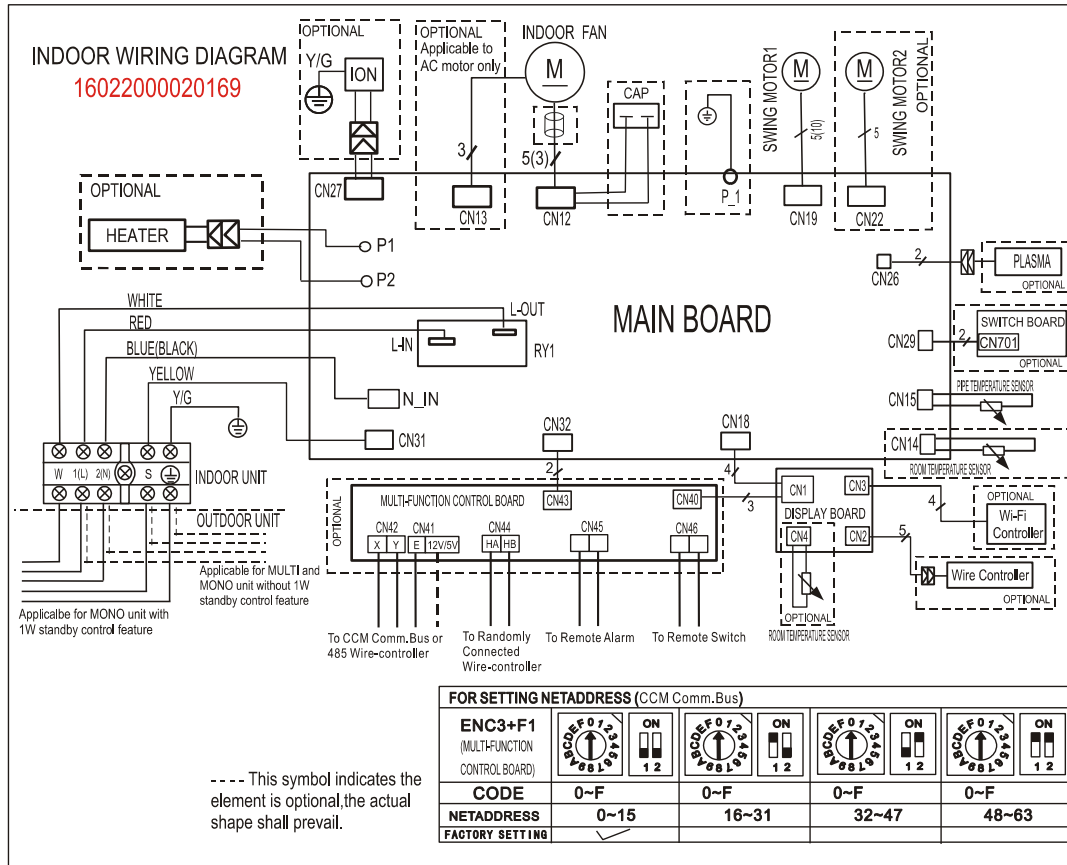 INDOOR WIRING DIAGRAM
16022000020169
OPTIONAL
Y/G
ION
CN27
OPTIONAL
Applicable to
AC motor only
3
CN13
INDOOR FAN
M
5(3)
CN12
CAP
P_1
SWING MOTOR1
M
5(10)
CN19
SWING MOTOR2
OPTIONAL
M
5
CN22
OPTIONAL
HEATER
P1
P2
MAIN BOARD
CN26
2
PLASMA
OPTIONAL
CN29
2
SWITCH BOARD
CN701
OPTIONAL
PIPE TEMPERATURE SENSOR
CN15
CN14
ROOM TEMPERATURE SENSOR
WHITE
RED
BLUE(BLACK)
YELLOW
Y/G
L-OUT
L-IN
RY1
N_IN
CN31
CN32
CN18
W 1(L) 2(N) S
INDOOR UNIT
OUTDOOR UNIT
Applicable for MULTI and
MONO unit without 1W
standby control feature
Applicalbe for MONO unit with
1W standby control feature
2
4
3
OPTIONAL
MULTI-FUNCTION CONTROL BOARD
CN43
CN40
CN42 CN41 CN44 CN45 CN46
X Y E 12V/5V HA HB
To CCM Comm.Bus or
485 Wire-controller
To Randomly
Connected
Wire-controller
To Remote Alarm
To Remote Switch
CN1
CN3
DISPLAY BOARD
CN4
CN2
OPTIONAL
ROOM TEMPERATURE SENSOR
4
5
OPTIONAL
Wi-Fi
Controller
Wire Controller
OPTIONAL
FOR SETTING NETADDRESS (CCM Comm.Bus)
ENC3+F1
(MULTI-FUNCTION
CONTROL BOARD)
0123456789ABCDEF
ON
1 2
0123456789ABCDEF
ON
1 2
0123456789ABCDEF
ON
1 2
0123456789ABCDEF
ON
1 2
CODE 0~F 0~F 0~F 0~F
NETADDRESS 0~15 16~31 32~47 48~63
FACTORY SETTING
---- This symbol indicates the
element is optional,the actual
shape shall prevail.